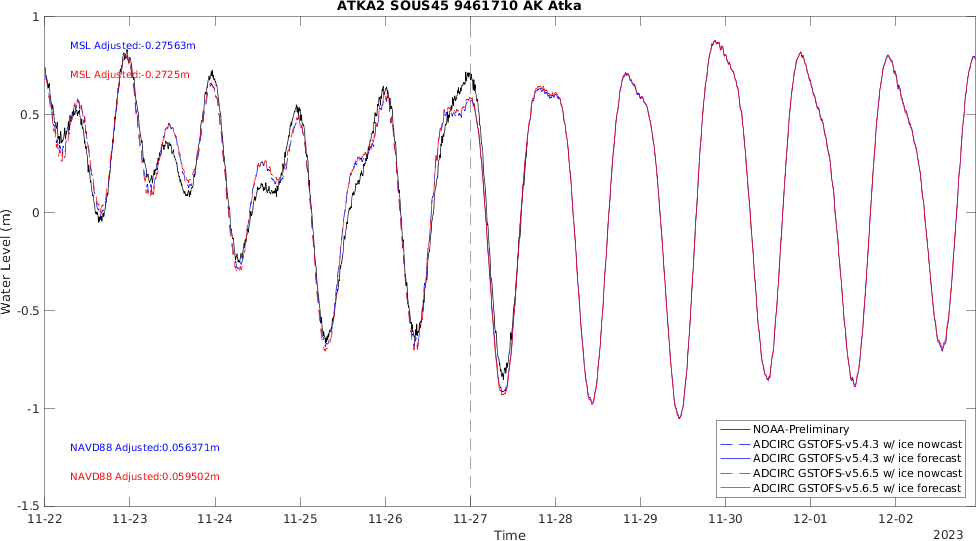 ATKA2 SOUS45 9461710 AK Atka
1
MSL Adjusted:-0.27563m
MSL Adjusted:-0.2725m
0.5
0
Water Level (m)
-0.5
-1
NAVD88 Adjusted:0.056371m
NAVD88 Adjusted:0.059502m
NOAA-Preliminary
ADCIRC GSTOFS-v5.4.3 w/ ice nowcast
ADCIRC GSTOFS-v5.4.3 w/ ice forecast
ADCIRC GSTOFS-v5.6.5 w/ ice nowcast
ADCIRC GSTOFS-v5.6.5 w/ ice forecast
-1.5
11-22 11-23 11-24 11-25 11-26 11-27 11-28 11-29 11-30 12-01 12-02
Time
2023